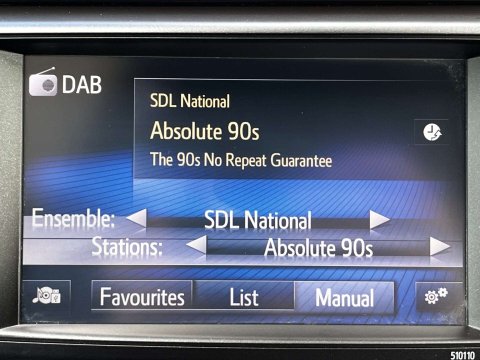 DAB
SDL National
Absolute 90s
The 90s No Repeat Guarantee
Ensemble: SDL National
Stations: Absolute 90s
Favourites List Manual
510110